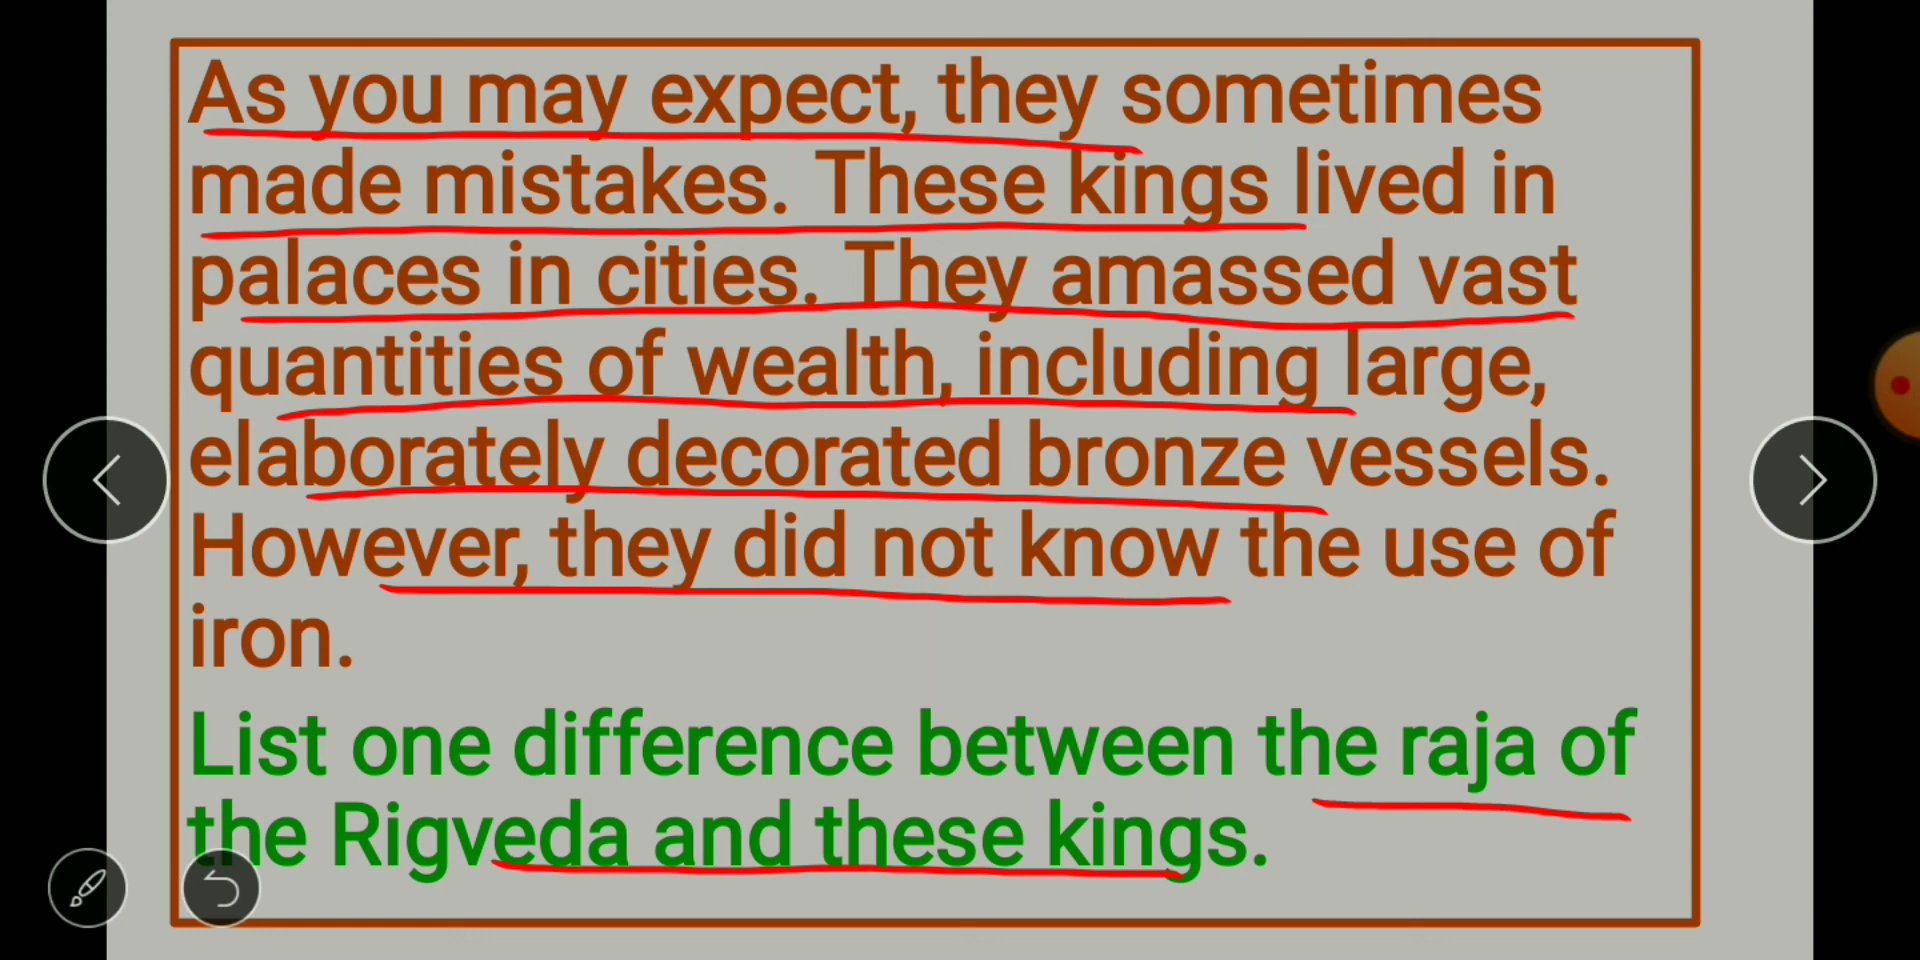 As you may expect, they sometimes
made mistakes. These kings lived in
palaces in cities. They amassed vast
quantities of wealth, including large,
elaborately decorated bronze vessels.
However, they did not know the use of
iron.
List one difference between the raja of
the Rigveda and these kings.